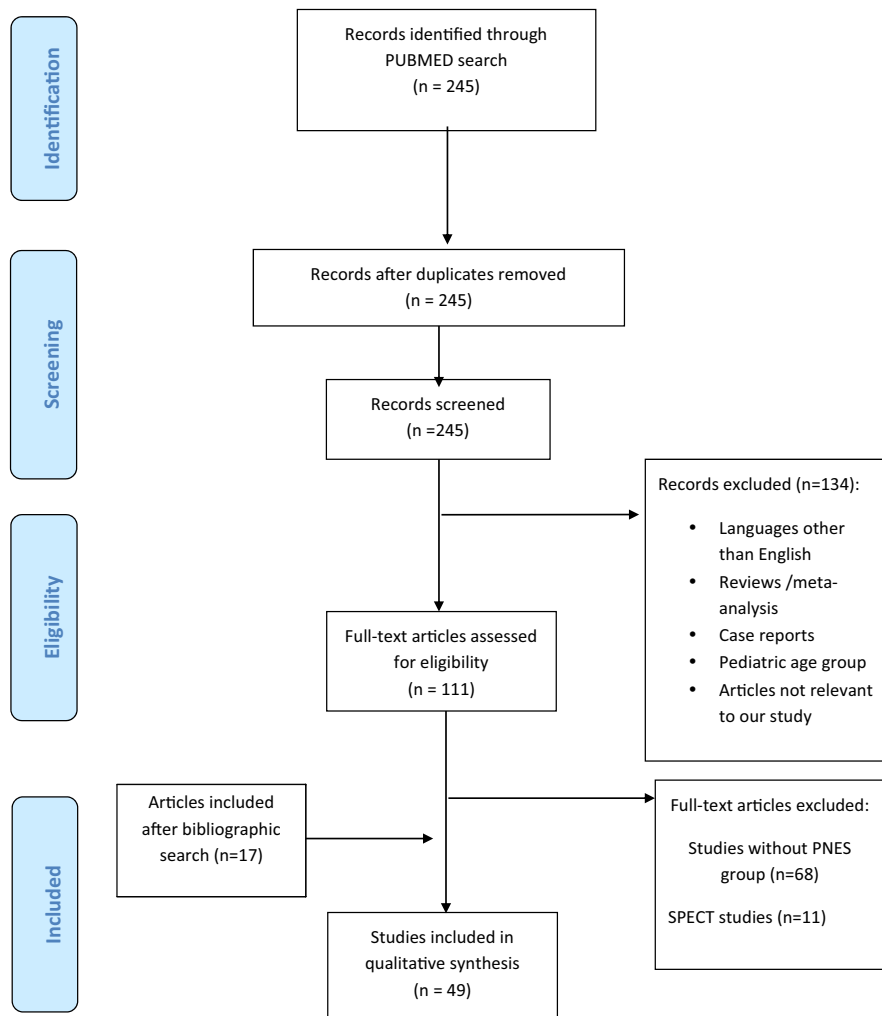 Identification
Records identified through
PUBMED search
(n = 245)
Screening
Records after duplicates removed
(n = 245)
Records screened
(n =245)
Records excluded (n=134):
• Languages other
than English
• Reviews /meta-
analysis
• Case reports
• Pediatric age group
• Articles not relevant
to our study
Eligibility
Full-text articles assessed
for eligibility
(n = 111)
Included
Articles included
after bibliographic
search (n=17)
Full-text articles excluded:
Studies without PNES
group (n=68)
SPECT studies (n=11)
Studies included in
qualitative synthesis
(n = 49)